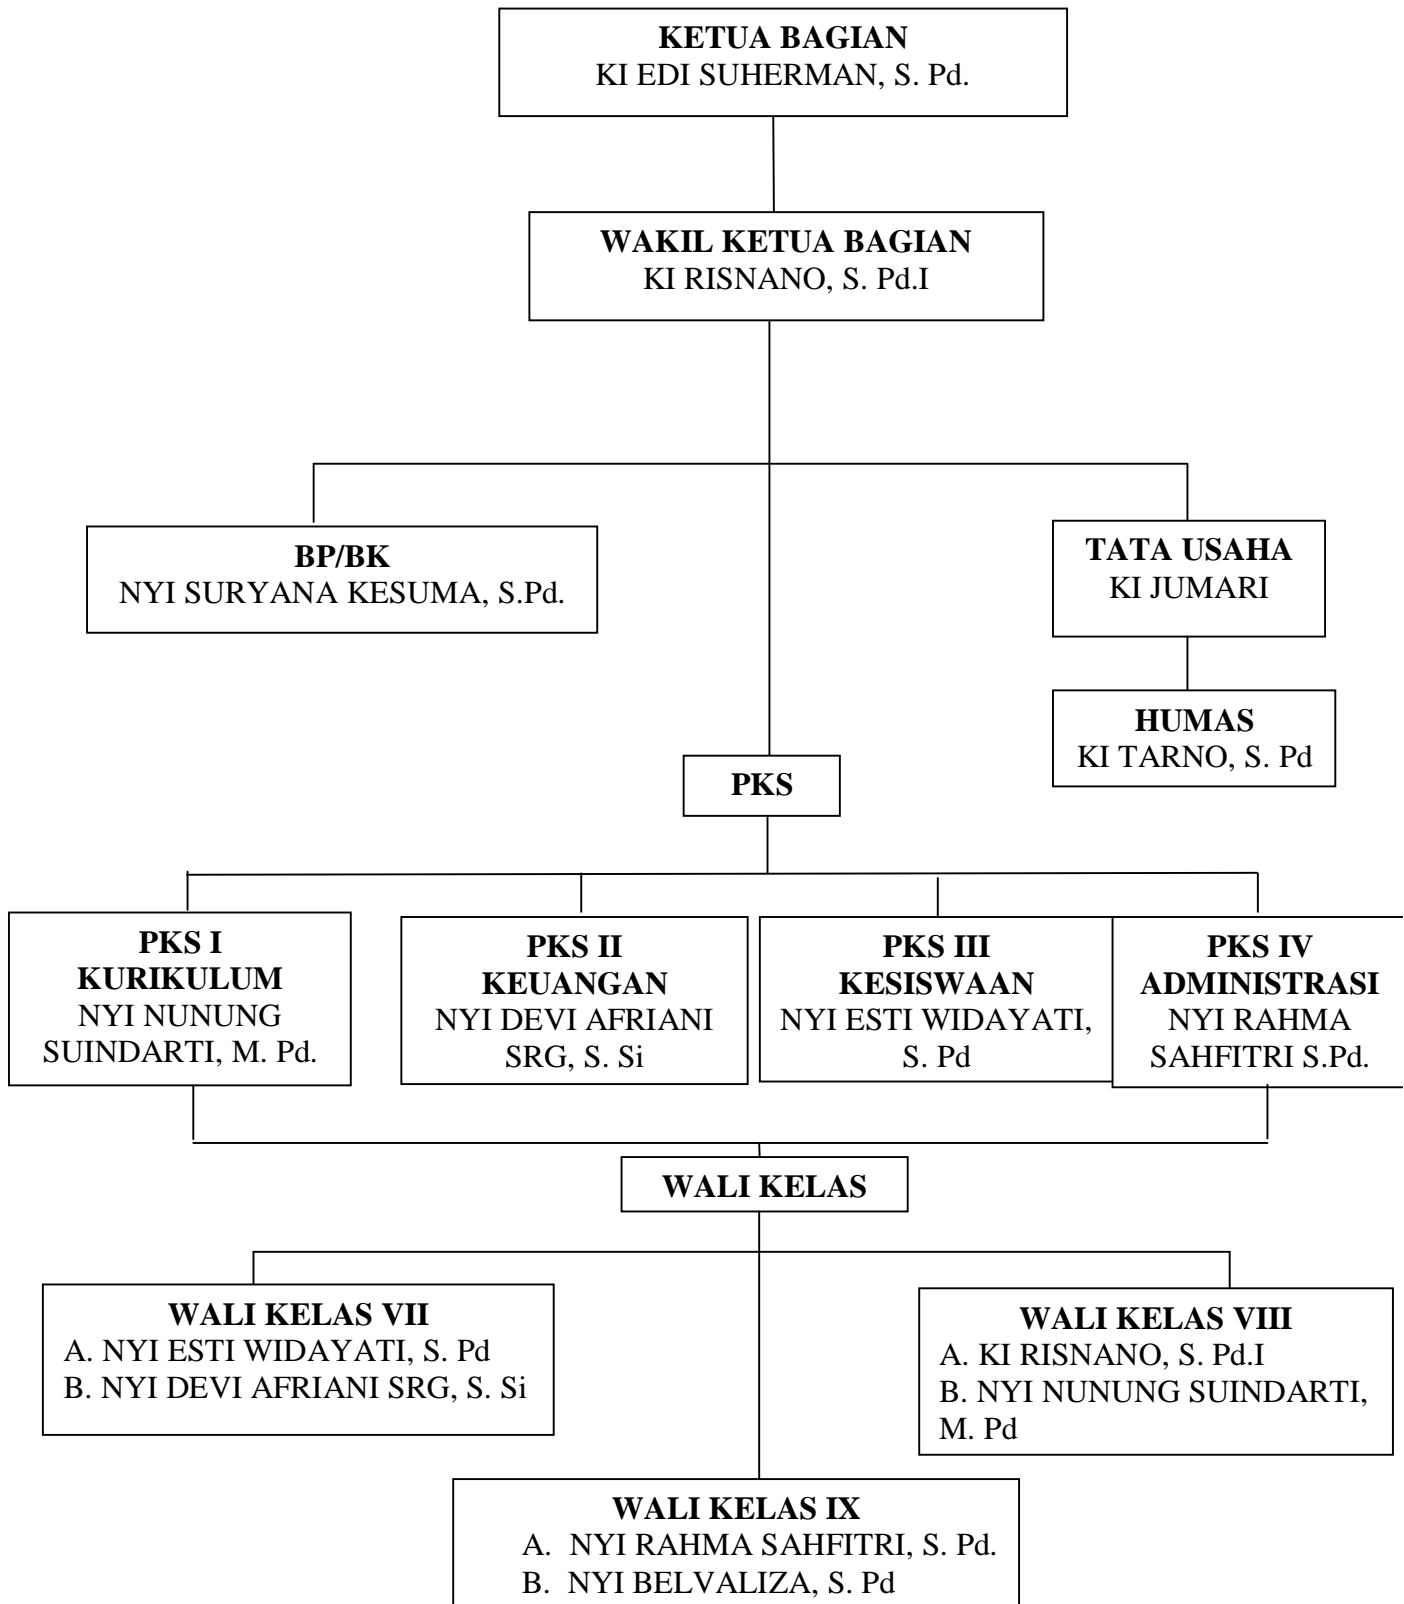 KETUA BAGIAN
KI EDI SUHERMAN, S. Pd.
WAKIL KETUA BAGIAN
KI RISNANO, S. Pd.I
BP/BK
NYI SURYANA KESUMA, S.Pd.
TATA USAHA
KI JUMARI
HUMAS
KI TARNO, S. Pd
PKS
PKS I
KURIKULUM
NYI NUNUNG
SUINDARTI, M. Pd.
PKS II
KEUANGAN
NYI DEVI AFRIANI
SRG, S. Si
PKS III
KESISWAAN
NYI ESTI WIDAYATI,
S. Pd
PKS IV
ADMINISTRASI
NYI RAHMA
SAHFITRI S.Pd.
WALI KELAS
WALI KELAS VII
A. NYI ESTI WIDAYATI, S. Pd
B. NYI DEVI AFRIANI SRG, S. Si
WALI KELAS VIII
A. KI RISNANO, S. Pd.I
B. NYI NUNUNG SUINDARTI,
M. Pd
WALI KELAS IX
A. NYI RAHMA SAHFITRI, S. Pd.
B. NYI BELVALIZA, S. Pd